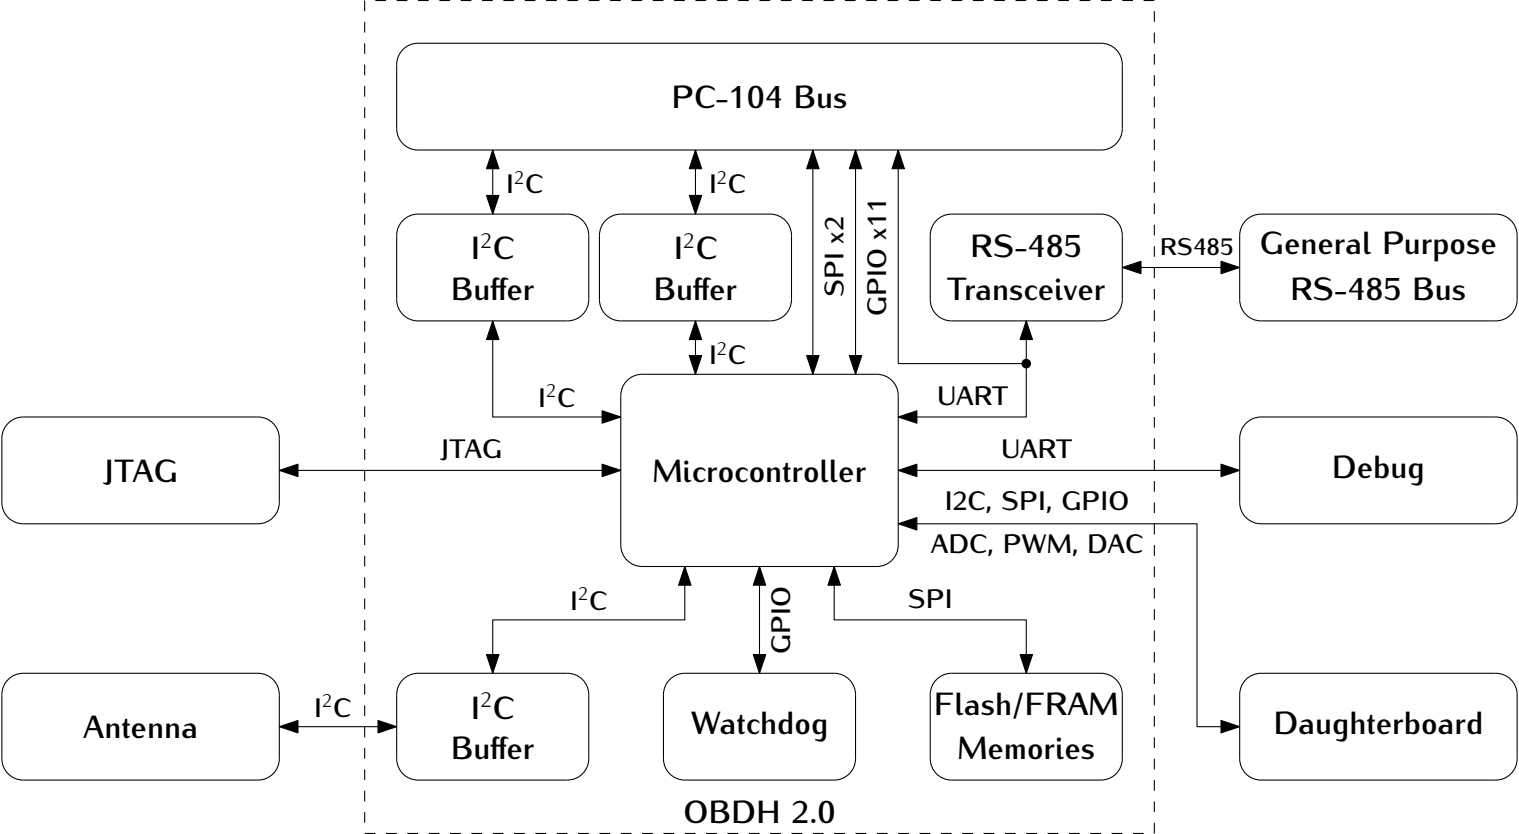 PC-104 Bus
I²C
I²C
SPI x2
GPIO x11
I²C
Buffer
I²C
Buffer
RS-485
Transceiver
RS485
General Purpose
RS-485 Bus
I²C
I²C
UART
JTAG
JTAG
Microcontroller
UART
Debug
I2C, SPI, GPIO
ADC, PWM, DAC
I²C
GPIO
SPI
Antenna
I²C
I²C
Buffer
Watchdog
Flash/FRAM
Memories
Daughterboard
OBDH 2.0